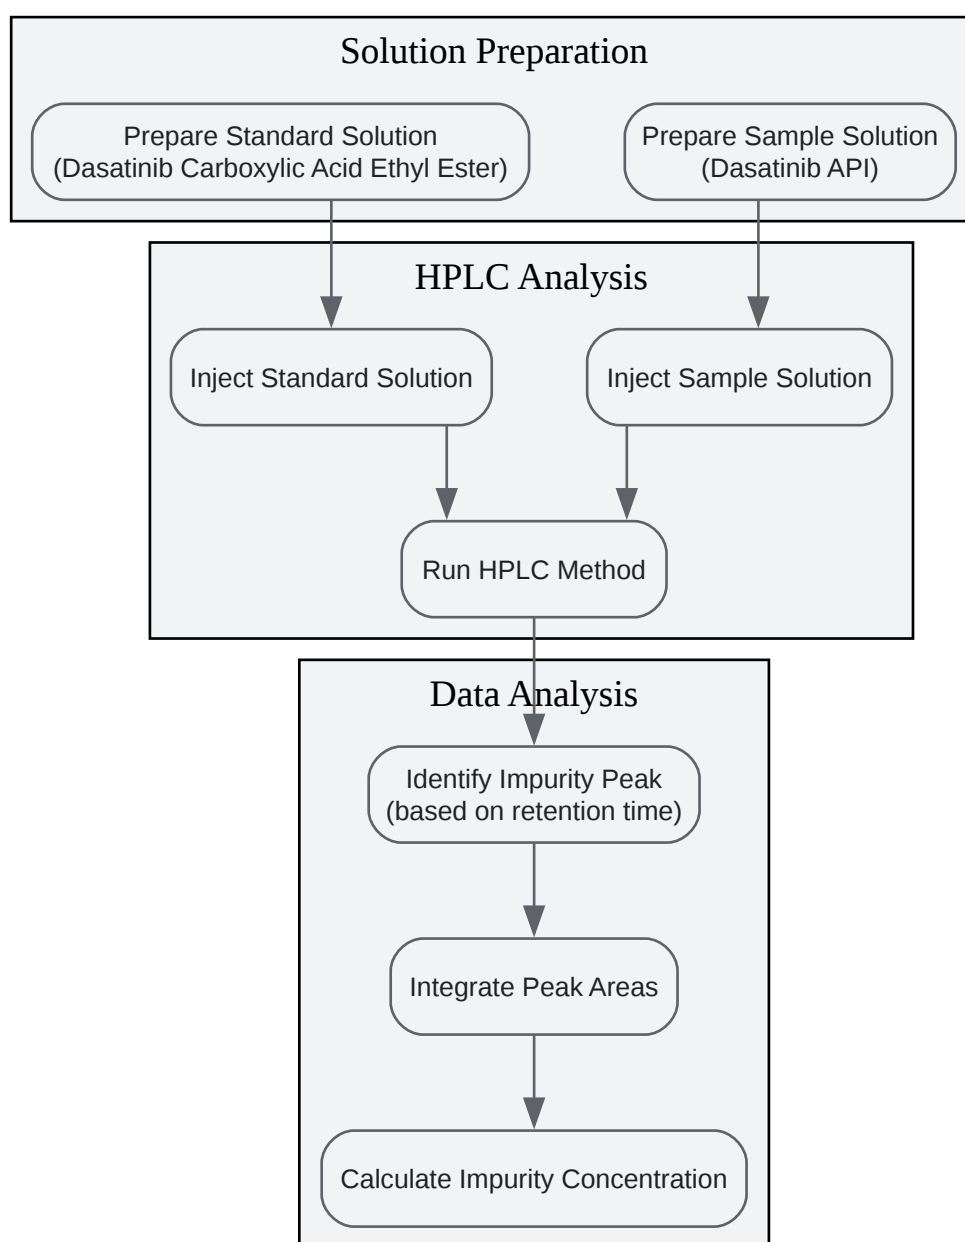 Solution Preparation
Prepare Standard Solution
(Dasatinib Carboxylic Acid Ethyl Ester)
Prepare Sample Solution
(Dasatinib API)
HPLC Analysis
Inject Standard Solution
Inject Sample Solution
Run HPLC Method
Data Analysis
Identify Impurity Peak
(based on retention time)
Integrate Peak Areas
Calculate Impurity Concentration